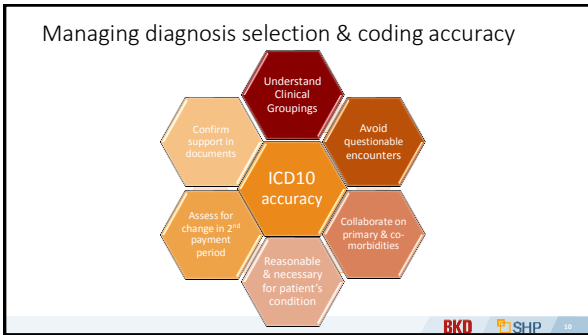 Managing diagnosis selection & coding accuracy
Understand
Clinical
Groupings
Avoid
questionable
encounters
Collaborate on
primary & co-
morbidities
Reasonable
& necessary
for patient's
condition
Assess for
change in 2nd
payment
period
Confirm
support in
documents
ICD10
accuracy
BKD SHP 10